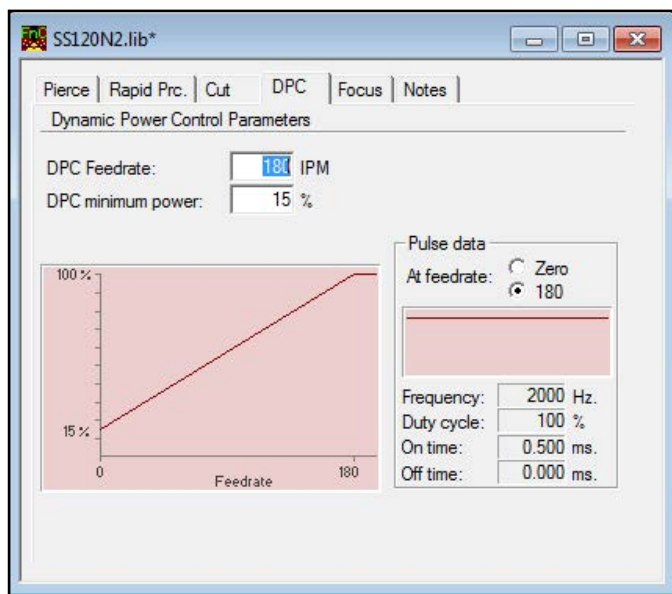 SS120N2.lib*
Pierce Rapid Prc. Cut DPC Focus Notes
Dynamic Power Control Parameters
DPC Feedrate: 180 IPM
DPC minimum power: 15 %
100 %
15 %
0 180
Feedrate
Pulse data
At feedrate: Zero
180
Frequency: 2000 Hz.
Duty cycle: 100 %
On time: 0.500 ms.
Off time: 0.000 ms.